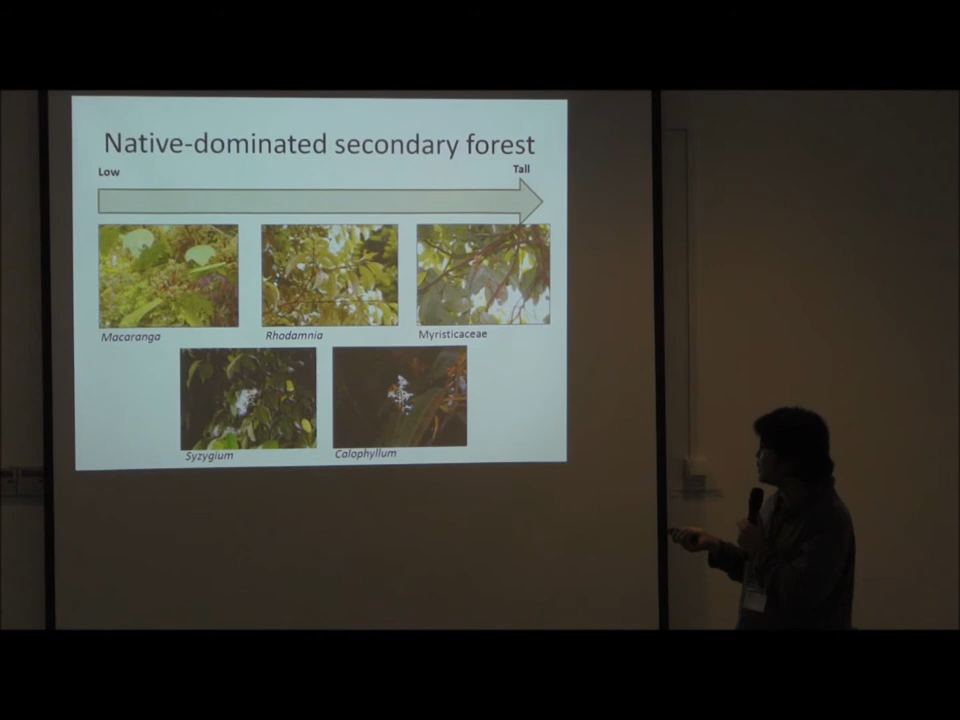 Native-dominated secondary forest
Low
Tall
Macaranga
Rhodamnia
Myristicaceae
Syzygium
Calophyllum